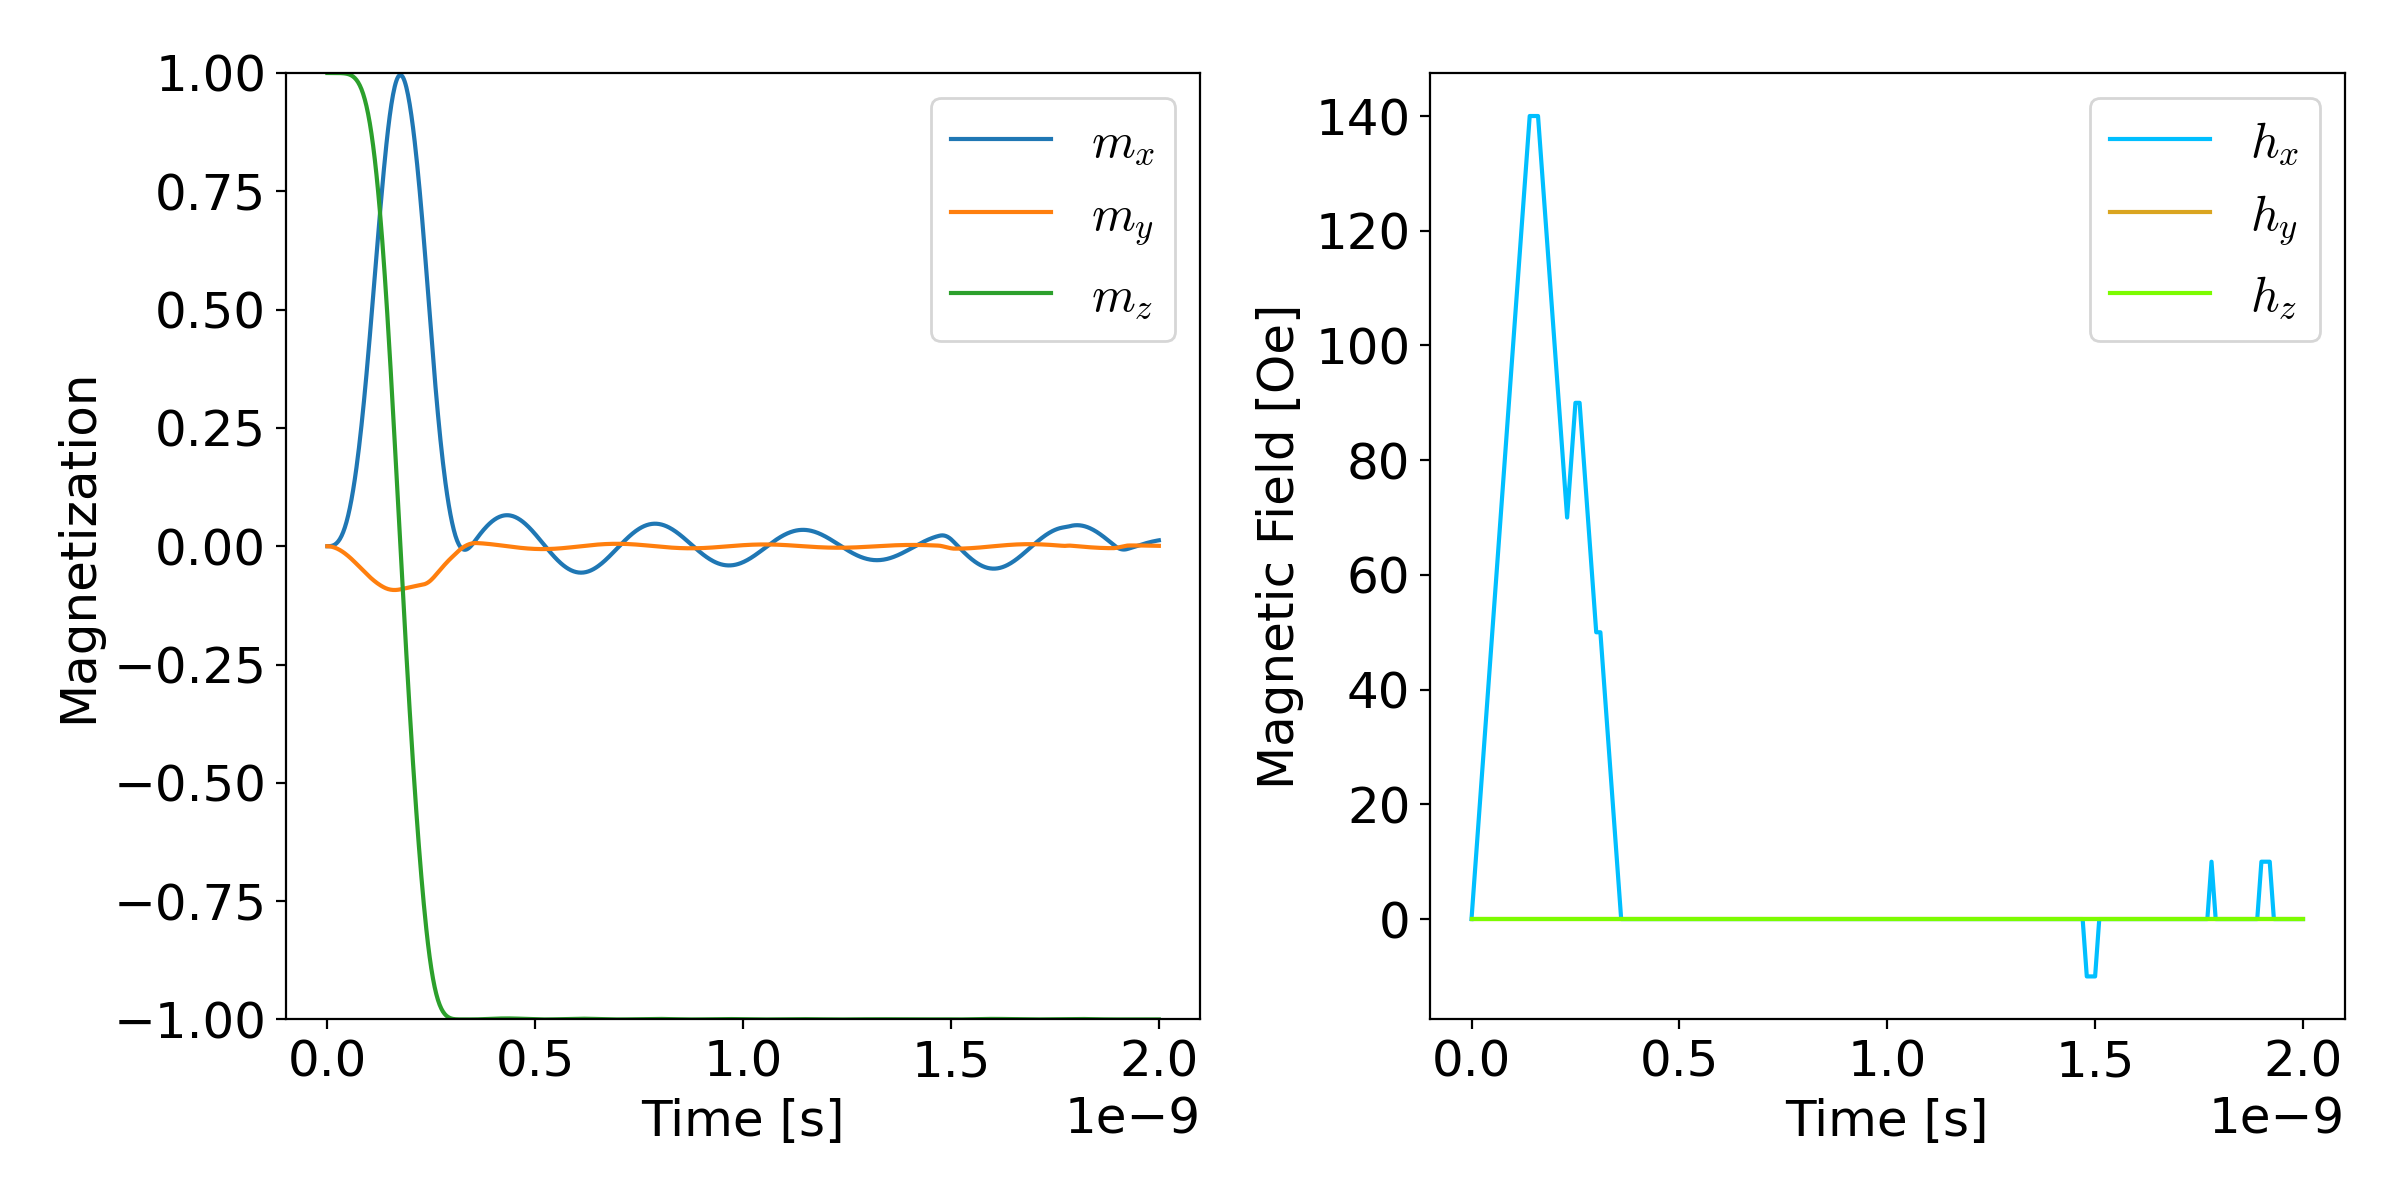 1.00
0.75
0.50
0.25
0.00
−0.25
−0.50
−0.75
−1.00
Magnetization
0.0 0.5 1.0 1.5 2.0
Time [s]
1e−9
m_x
m_y
m_z
140
120
100
80
60
40
20
0
Magnetic Field [Oe]
0.0 0.5 1.0 1.5 2.0
Time [s]
1e−9
h_x
h_y
h_z